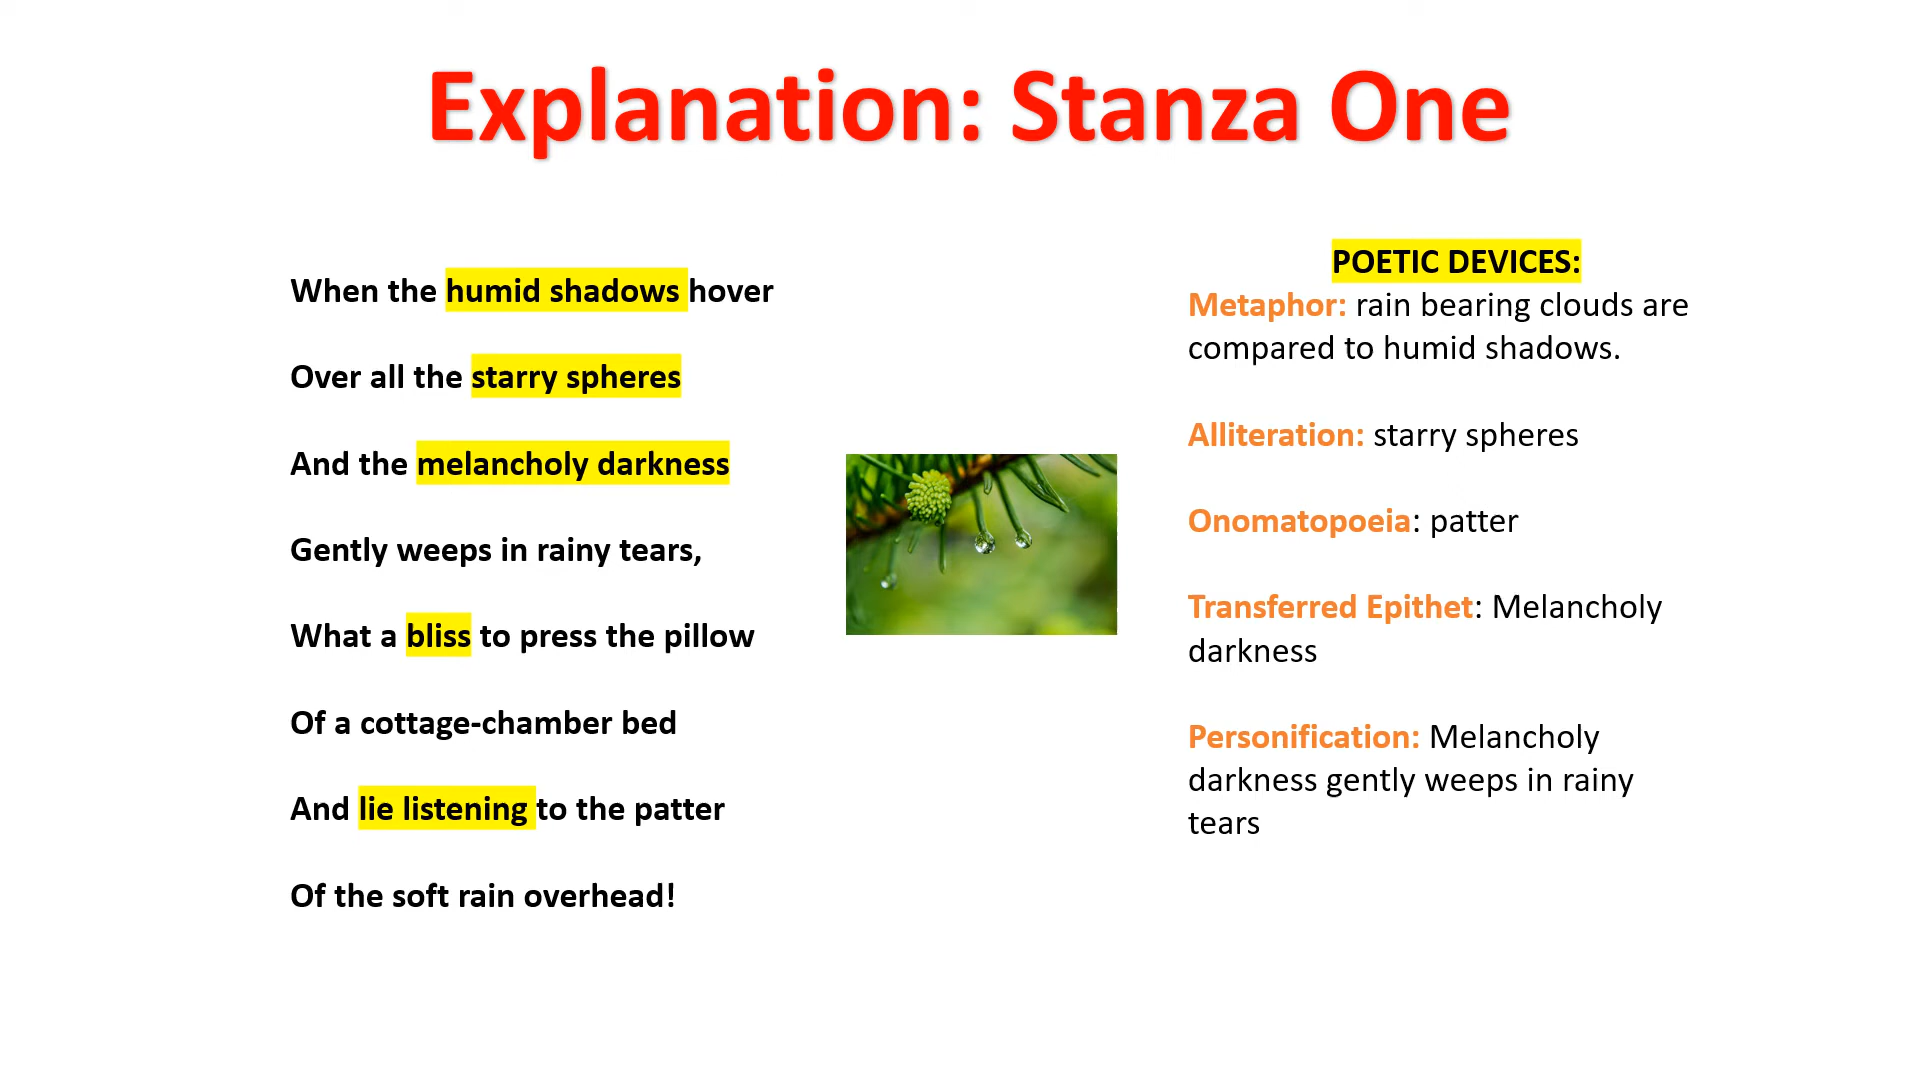 Explanation: Stanza One
When the humid shadows hover
Over all the starry spheres
And the melancholy darkness
Gently weeps in rainy tears,
What a bliss to press the pillow
Of a cottage-chamber bed
And lie listening to the patter
Of the soft rain overhead!
POETIC DEVICES:
Metaphor: rain bearing clouds are
compared to humid shadows.
Alliteration: starry spheres
Onomatopoeia: patter
Transferred Epithet: Melancholy
darkness
Personification: Melancholy
darkness gently weeps in rainy
tears